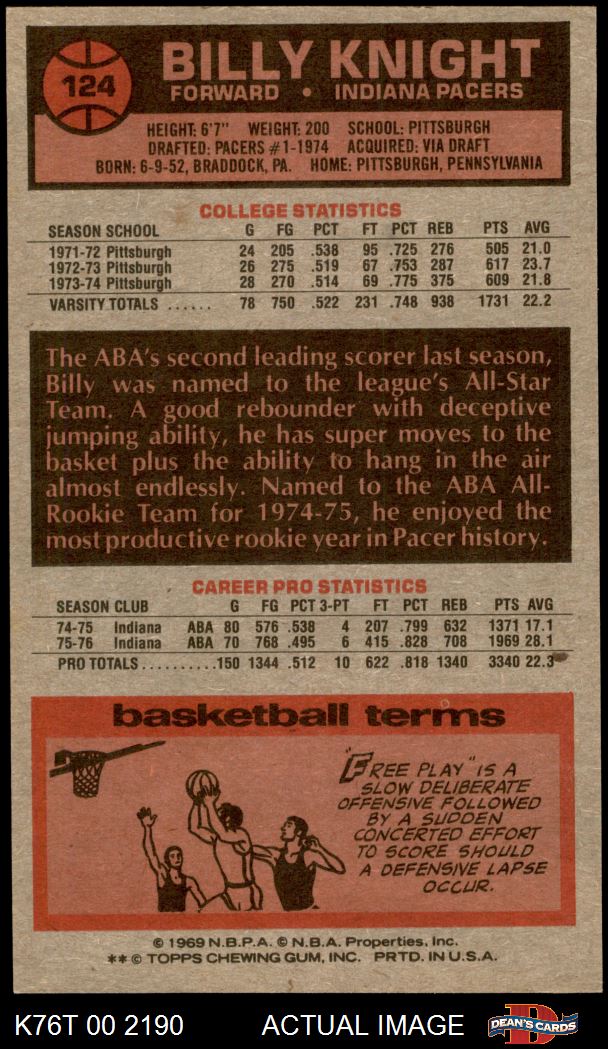 124
BILLY KNIGHT
FORWARD • INDIANA PACERS
HEIGHT: 6'7" WEIGHT: 200 SCHOOL: PITTSBURGH
DRAFTED: PACERS #1-1974 ACQUIRED: VIA DRAFT
BORN: 6-9-52, BRADDOCK, PA. HOME: PITTSBURGH, PENNSYLVANIA
COLLEGE STATISTICS
SEASON SCHOOL G FG PCT FT PCT REB PTS AVG
1971-72 Pittsburgh 24 205 .538 95 .725 276 505 21.0
1972-73 Pittsburgh 26 275 .519 67 .753 287 617 23.7
1973-74 Pittsburgh 28 270 .514 69 .775 375 609 21.8
VARSITY TOTALS ...... 78 750 .522 231 .748 938 1731 22.2
The ABA's second leading scorer last season,
Billy was named to the league's All-Star
Team. A good rebounder with deceptive
jumping ability, he has super moves to the
basket plus the ability to hang in the air
almost endlessly. Named to the ABA All-
Rookie Team for 1974-75, he enjoyed the
most productive rookie year in Pacer history.
CAREER PRO STATISTICS
SEASON CLUB G FG PCT 3-PT FT PCT REB PTS AVG
74-75 Indiana ABA 80 576 .538 4 207 .799 632 1371 17.1
75-76 Indiana ABA 70 768 .495 6 415 .828 708 1969 28.1
PRO TOTALS.......... 150 1344 .512 10 622 .818 1340 3340 22.3
basketball terms
"FREE PLAY" IS A
SLOW DELIBERATE
OFFENSIVE FOLLOWED
BY A SUDDEN
CONCERTED EFFORT
TO SCORE SHOULD
A DEFENSIVE LAPSE
OCCUR.
© 1969 N.B.P.A. © N.B.A. Properties, Inc.
** © TOPPS CHEWING GUM, INC. PRTD. IN U.S.A.
K76T 00 2190 ACTUAL IMAGE DEAN'S CARDS